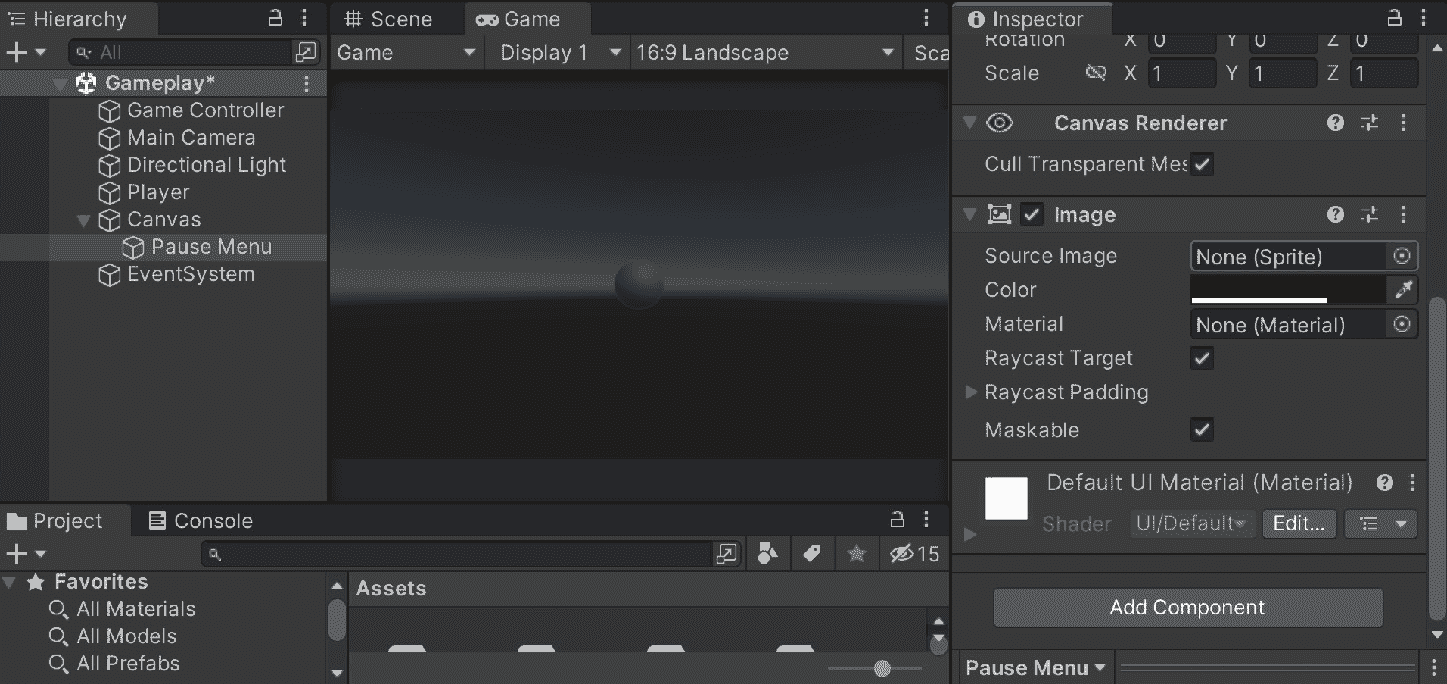 Hierarchy
All
Gameplay*
Game Controller
Main Camera
Directional Light
Player
Canvas
Pause Menu
EventSystem
Scene
Game
Game
Display 1
16:9 Landscape
Sca
Inspector
Rotation X 0 Y 0 Z 0
Scale X 1 Y 1 Z 1
Canvas Renderer
Cull Transparent Mes
Image
Source Image None (Sprite)
Color
Material None (Material)
Raycast Target
Raycast Padding
Maskable
Default UI Material (Material)
Shader UI/Default Edit...
Add Component
Pause Menu
Project
Console
15
Favorites
All Materials
All Models
All Prefabs
Assets